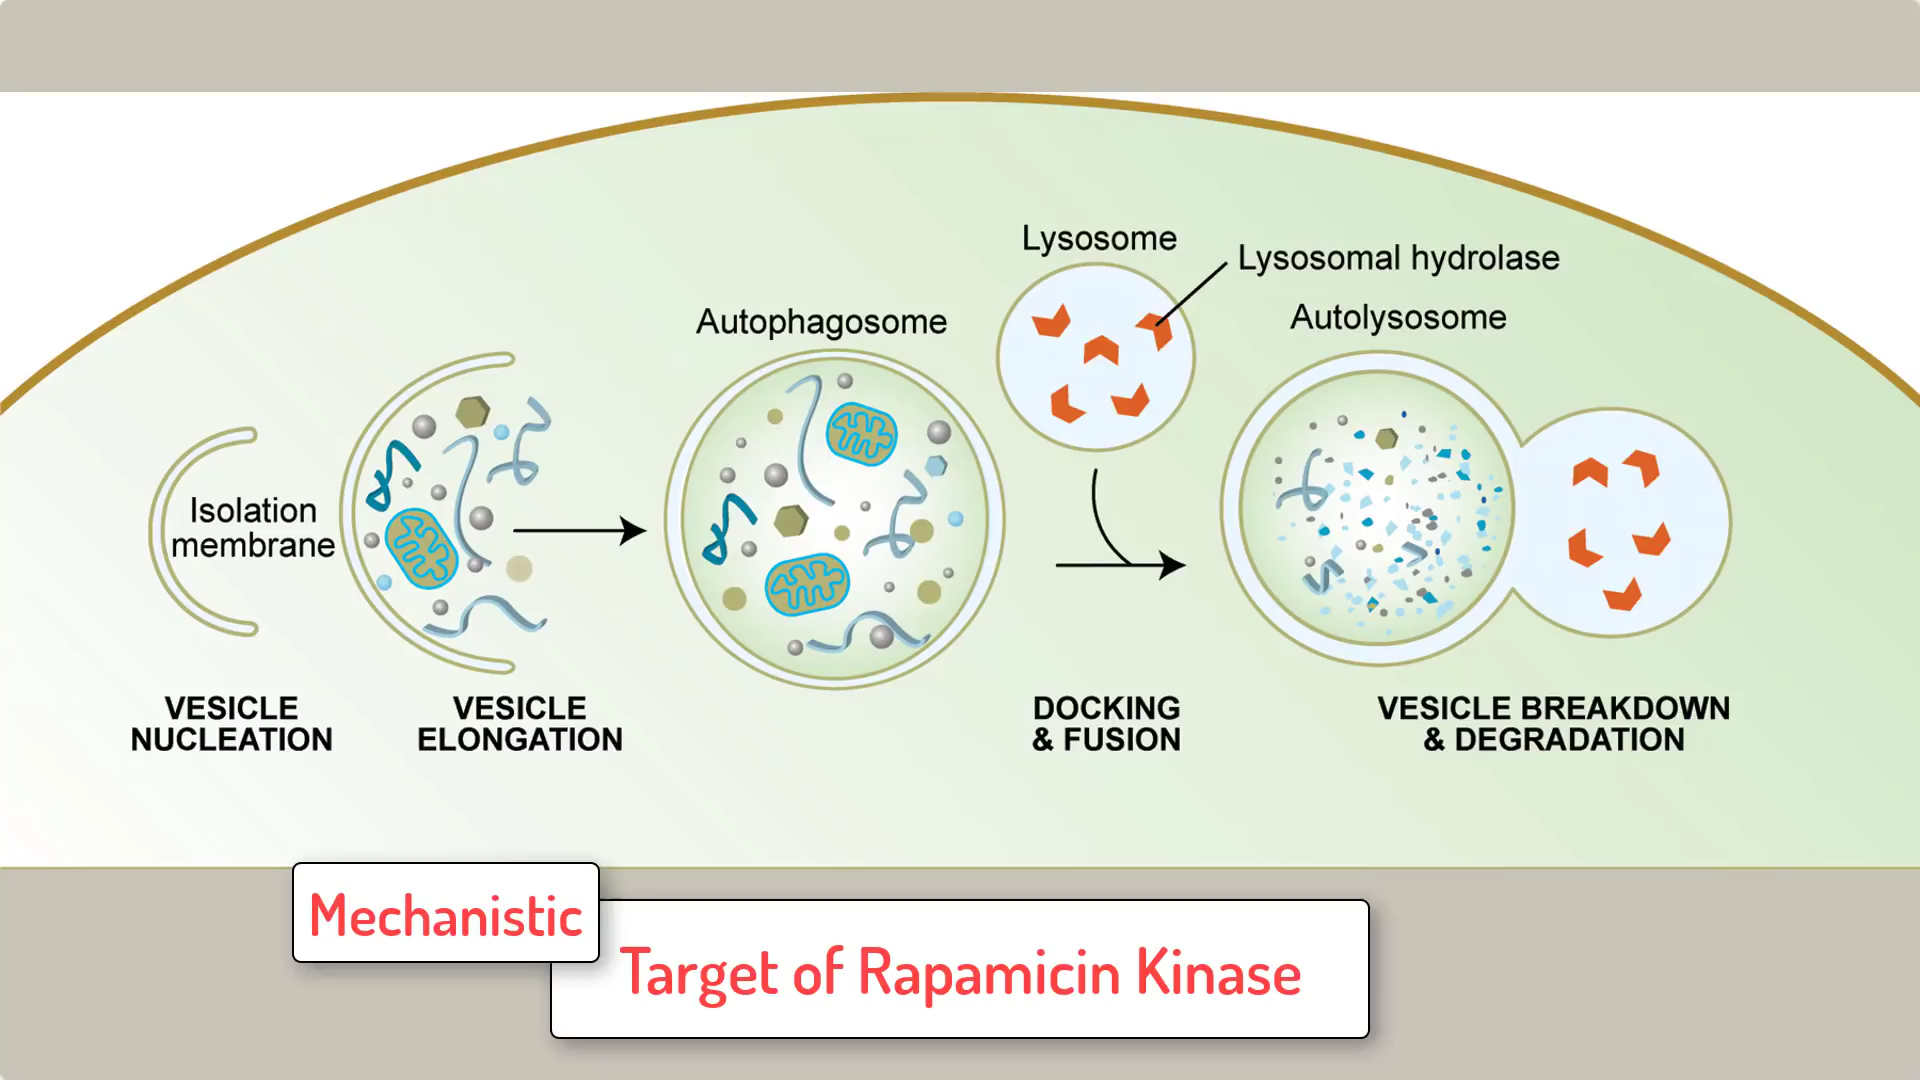 Lysosome
Lysosomal hydrolase
Autophagosome
Autolysosome
Isolation
membrane
VESICLE
NUCLEATION
VESICLE
ELONGATION
DOCKING
& FUSION
VESICLE BREAKDOWN
& DEGRADATION
Mechanistic
Target of Rapamicin Kinase